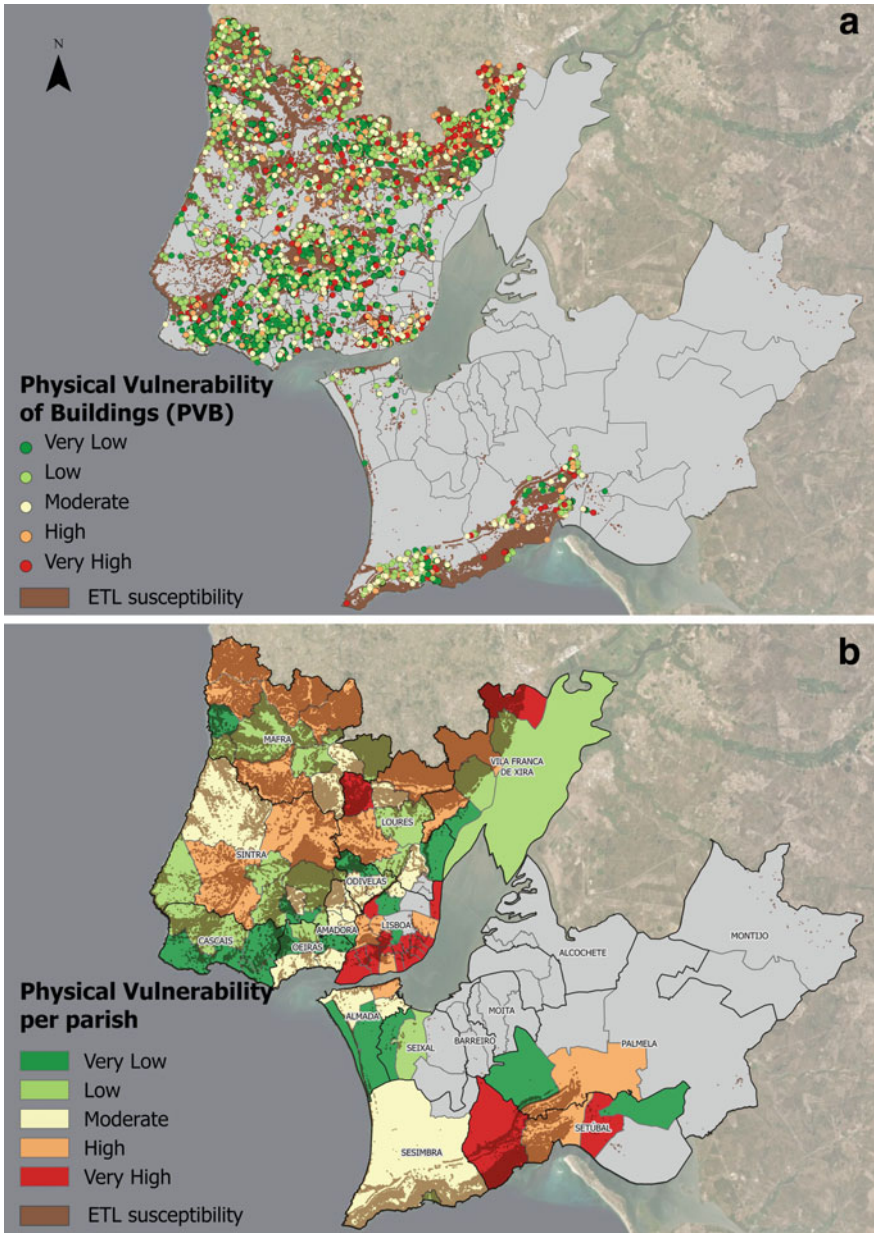 a
N
Physical Vulnerability
of Buildings (PVB)
Very Low
Low
Moderate
High
Very High
ETL susceptibility
b
MAFRA
VILA FRANCA
DE XIRA
LOURES
SINTRA
ODIVELAS
AMADORA
LISBOA
CASCAIS
OEIRAS
MONTIJO
ALCOCHETE
Physical Vulnerability
per parish
ALMADA
MOITA
SEIXAL
BARREIRO
PALMELA
Very Low
Low
Moderate
SETUBAL
High
SESIMBRA
Very High
ETL susceptibility